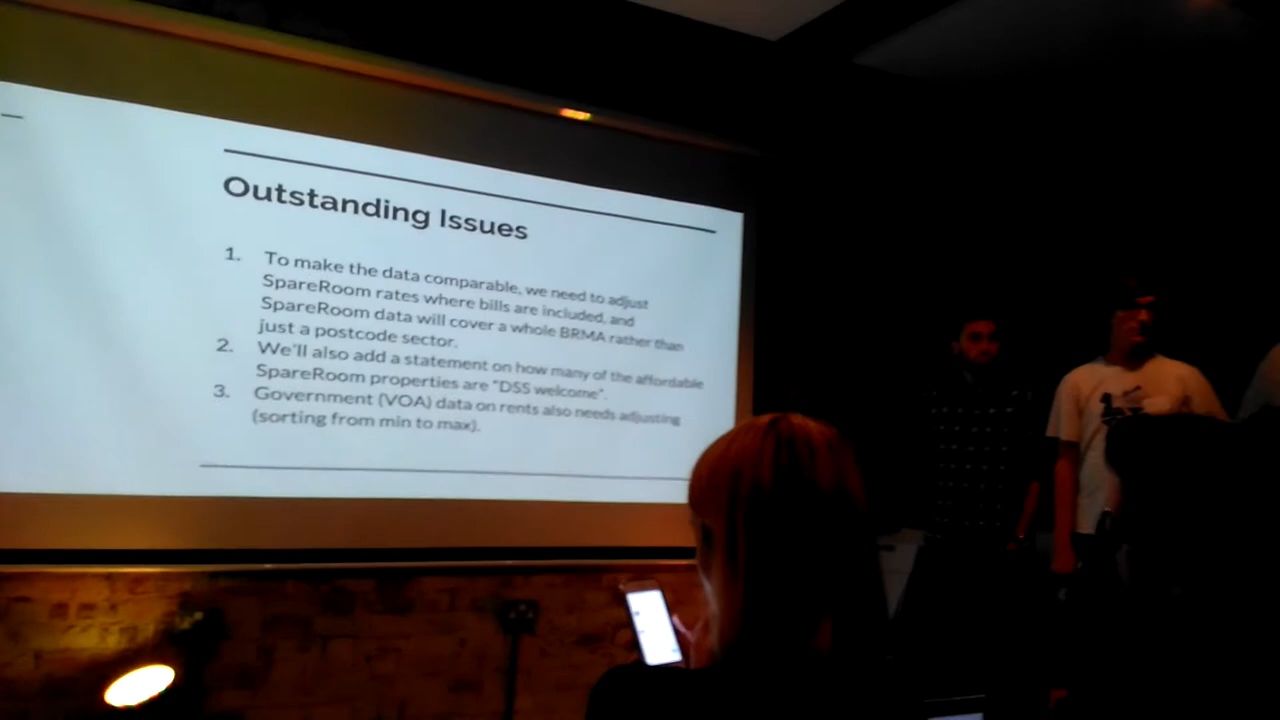 Outstanding Issues
1. To make the data comparable, we need to adjust
SpareRoom rates where bills are included, and
SpareRoom data will cover a whole BRMA rather than
just a postcode sector.
2. We'll also add a statement on how many of the affordable
SpareRoom properties are "DSS welcome".
3. Government (VOA) data on rents also needs adjusting
(sorting from min to max).